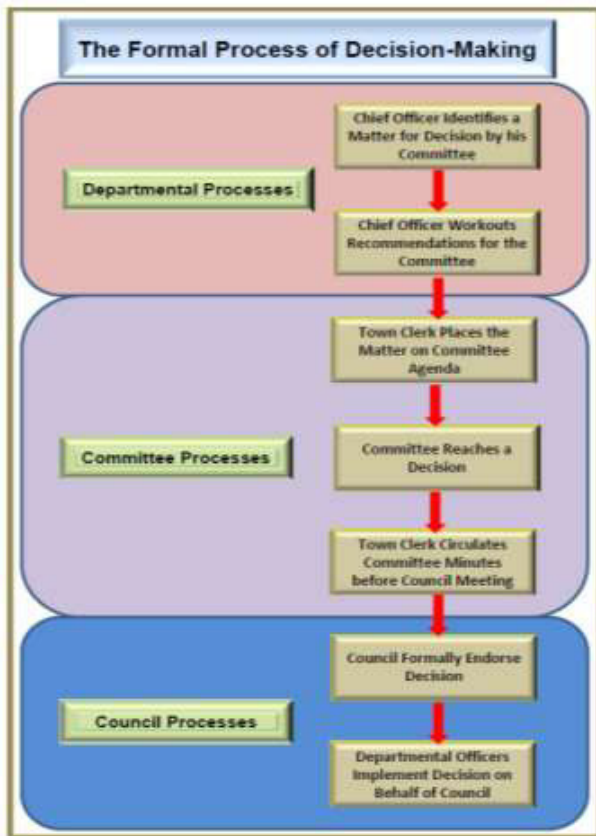 The Formal Process of Decision-Making
Departmental Processes
Chief Officer Identifies a
Matter for Decision by his
Committee
Chief Officer Workouts
Recommendations for the
Committee
Committee Processes
Town Clerk Places the
Matter on Committee
Agenda
Committee Reaches a
Decision
Town Clerk Circulates
Committee Minutes
before Council Meeting
Council Processes
Council Formally Endorse
Decision
Departmental Officers
Implement Decision on
Behalf of Council